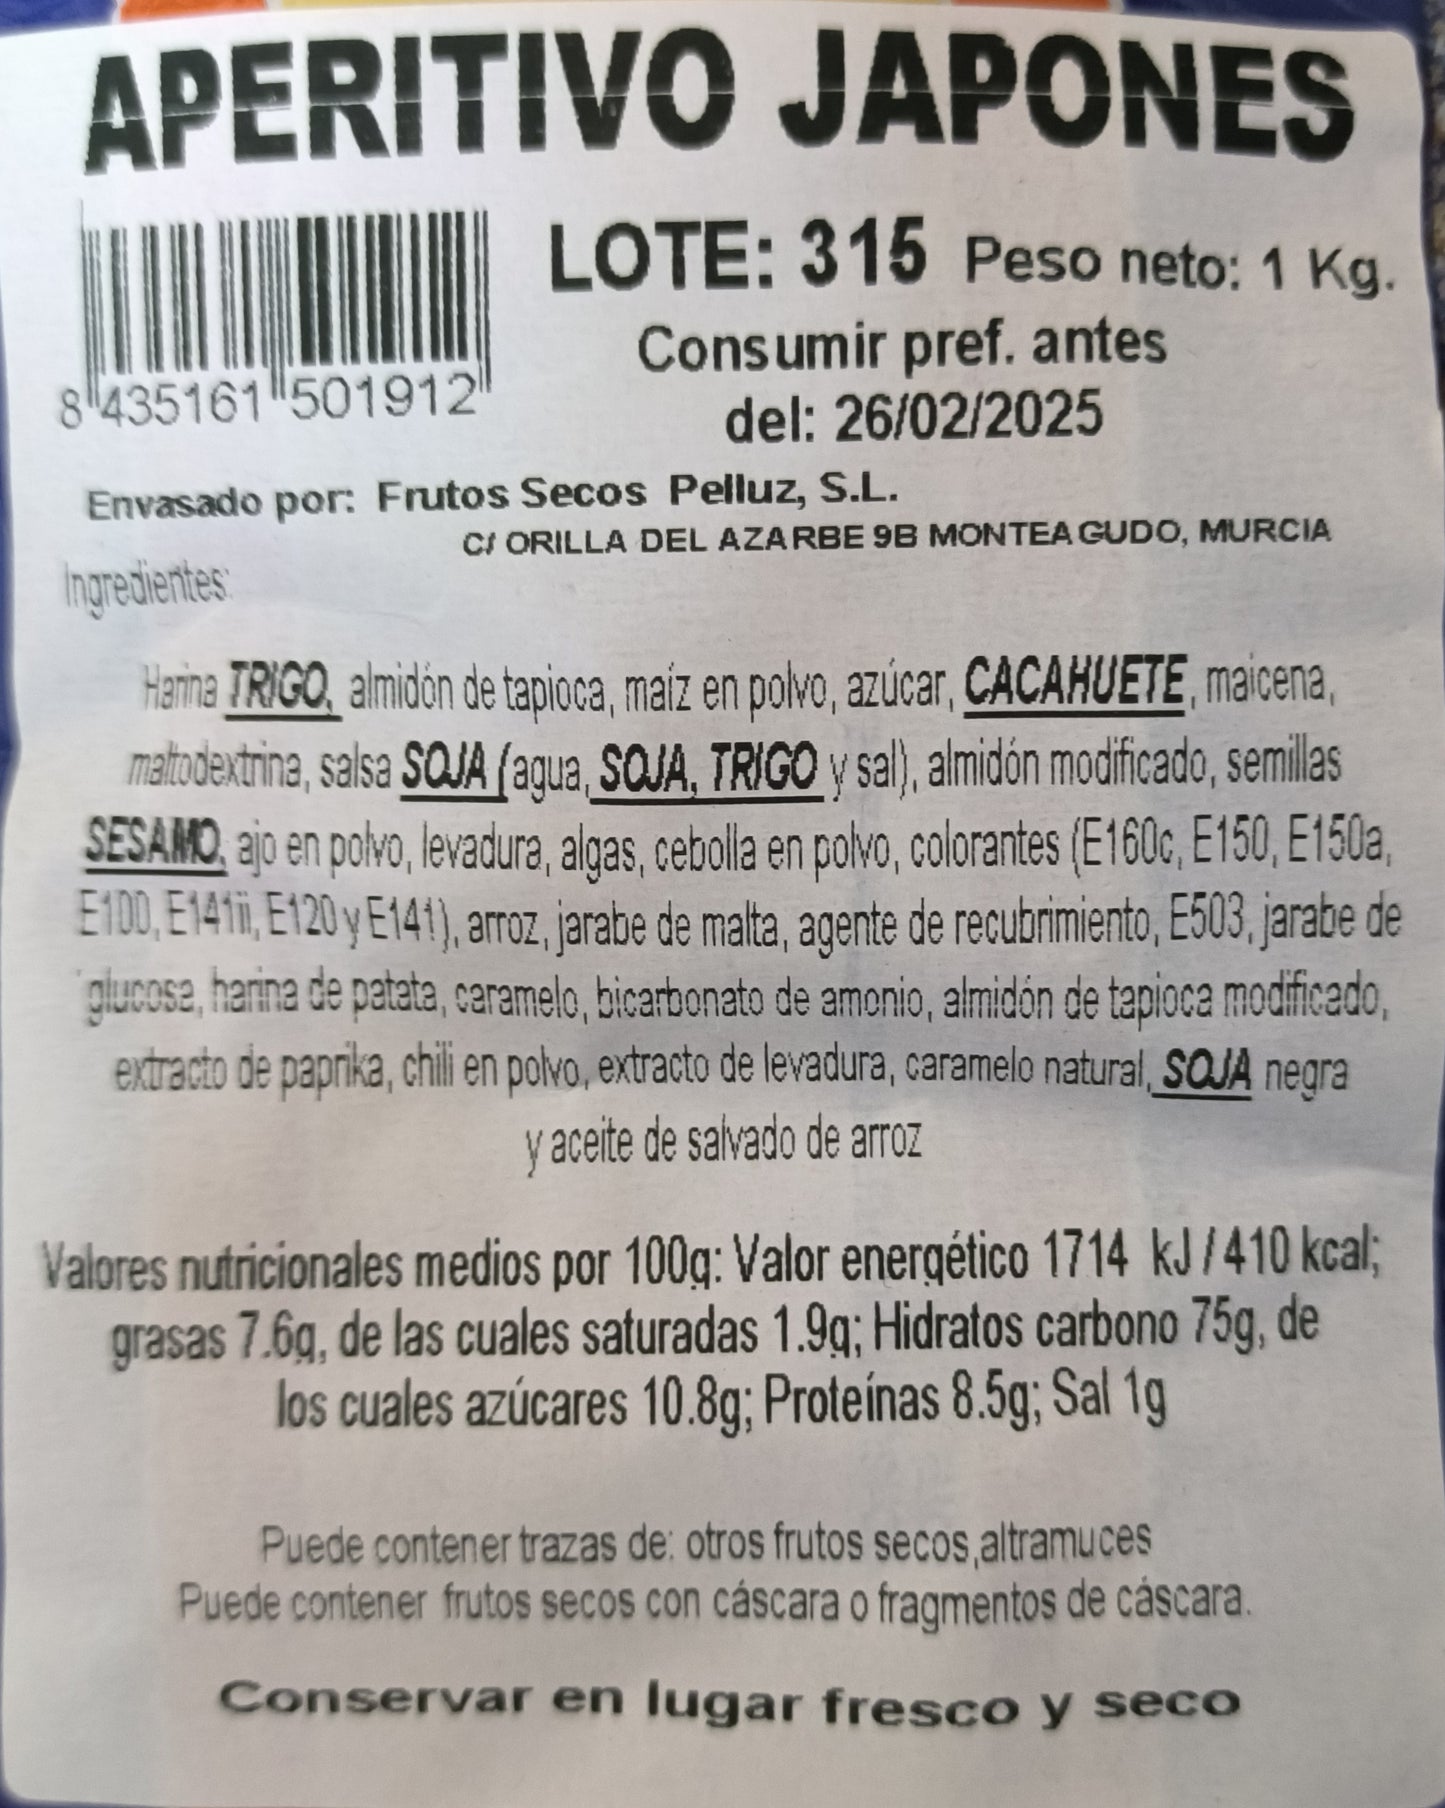 APERITIVO JAPONES
LOTE: 315 Peso neto: 1 Kg.
Consumir pref. antes
del: 26/02/2025
8 435161 501912
Envasado por: Frutos Secos Pelluz, S.L.
C/ ORILLA DEL AZARBE 9B MONTEAGUDO, MURCIA
Ingredientes:
Harina TRIGO, almidón de tapioca, maíz en polvo, azúcar, CACAHUETE, maicena,
maltodextrina, salsa SOJA (agua, SOJA, TRIGO y sal), almidón modificado, semillas
SESAMO, ajo en polvo, levadura, algas, cebolla en polvo, colorantes (E160c, E150, E150a,
E100, E141ii, E120 y E141), arroz, jarabe de malta, agente de recubrimiento, E503, jarabe de
glucosa, harina de patata, caramelo, bicarbonato de amonio, almidón de tapioca modificado,
extracto de paprika, chili en polvo, extracto de levadura, caramelo natural, SOJA negra
y aceite de salvado de arroz
Valores nutricionales medios por 100g: Valor energético 1714 kJ / 410 kcal;
grasas 7.6g, de las cuales saturadas 1.9g; Hidratos carbono 75g, de
los cuales azúcares 10.8g; Proteínas 8.5g; Sal 1g
Puede contener trazas de: otros frutos secos,altramuces
Puede contener frutos secos con cáscara o fragmentos de cáscara.
Conservar en lugar fresco y seco